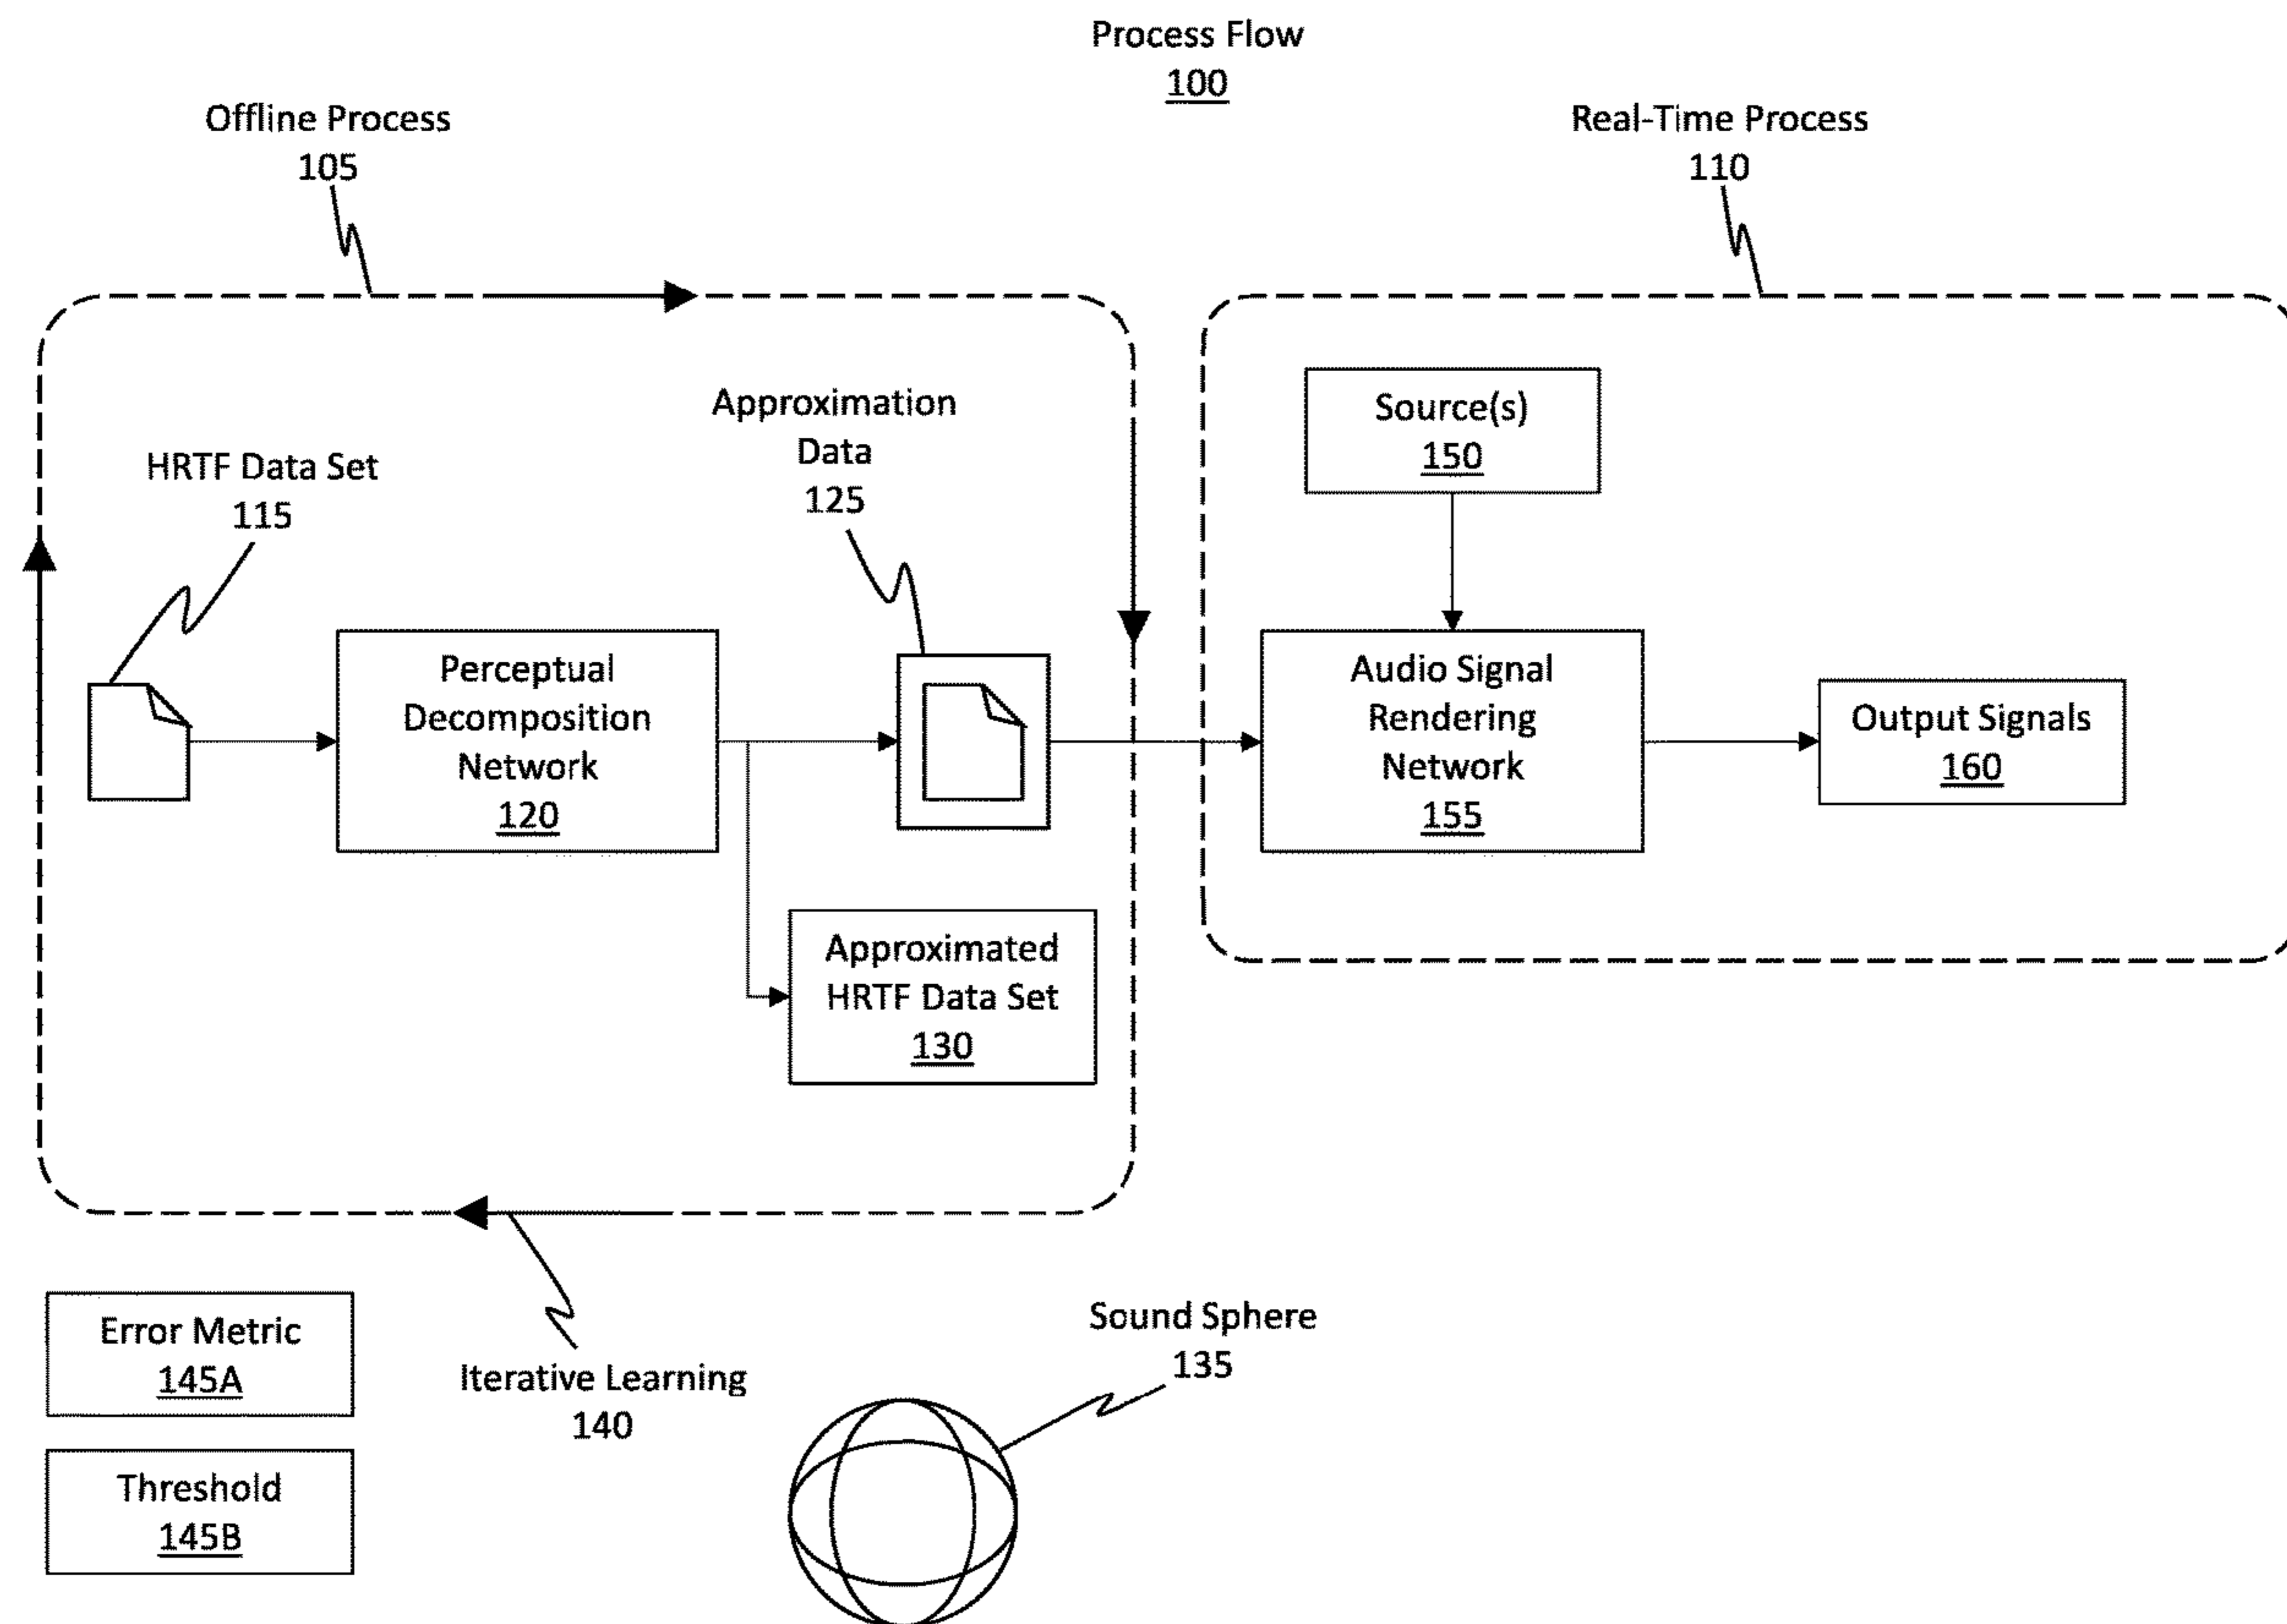 Process Flow
100
Offline Process
105
Real-Time Process
110
HRTF Data Set
115
Approximation
Data
125
Source(s)
150
Perceptual
Decomposition
Network
120
Audio Signal
Rendering
Network
155
Output Signals
160
Approximated
HRTF Data Set
130
Error Metric
145A
Iterative Learning
140
Sound Sphere
135
Threshold
145B